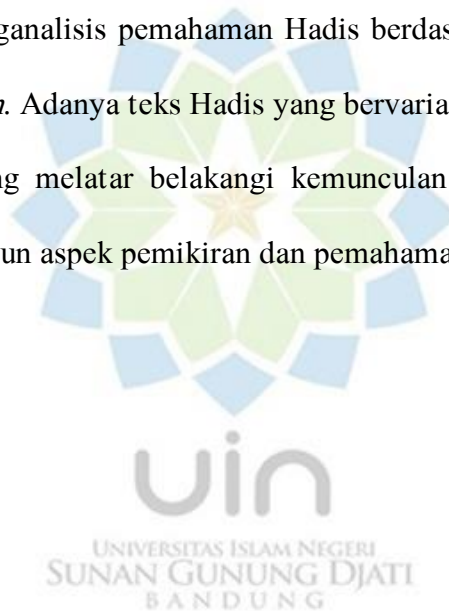 ganalisis pemahaman Hadis berdas
n. Adanya teks Hadis yang bervaria
ng melatar belakangi kemunculan
un aspek pemikiran dan pemahama
uin
UNIVERSITAS ISLAM NEGERI
SUNAN GUNUNG DJATI
BANDUNG